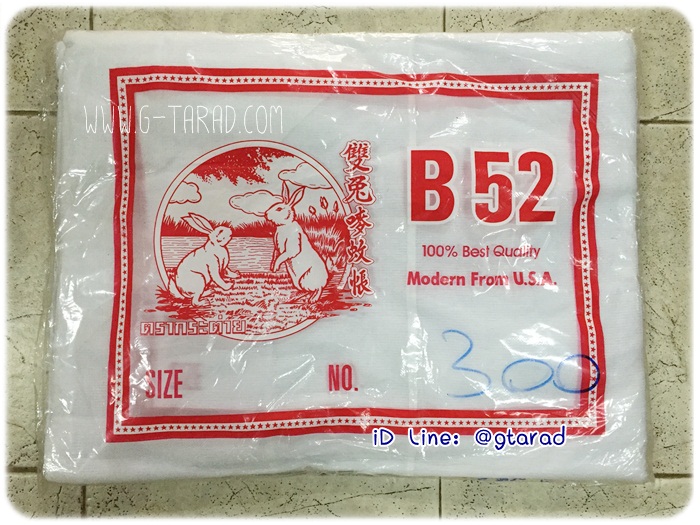 WWW.G-TARAD.COM
雙兎嘜蚊帳
B 52
100% Best Quality
Modern From U.S.A.
ตรากระต่าย
SIZE
NO.
300
iD Line: @gtarad